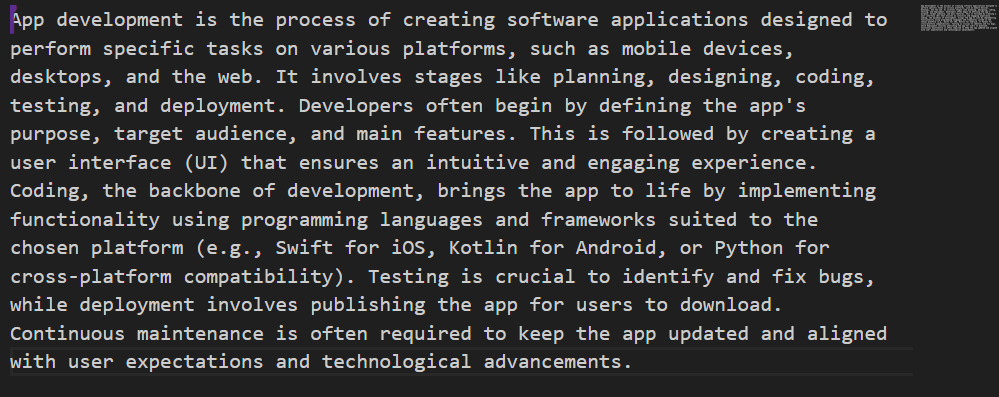 App development is the process of creating software applications designed to
perform specific tasks on various platforms, such as mobile devices,
desktops, and the web. It involves stages like planning, designing, coding,
testing, and deployment. Developers often begin by defining the app's
purpose, target audience, and main features. This is followed by creating a
user interface (UI) that ensures an intuitive and engaging experience.
Coding, the backbone of development, brings the app to life by implementing
functionality using programming languages and frameworks suited to the
chosen platform (e.g., Swift for iOS, Kotlin for Android, or Python for
cross-platform compatibility). Testing is crucial to identify and fix bugs,
while deployment involves publishing the app for users to download.
Continuous maintenance is often required to keep the app updated and aligned
with user expectations and technological advancements.